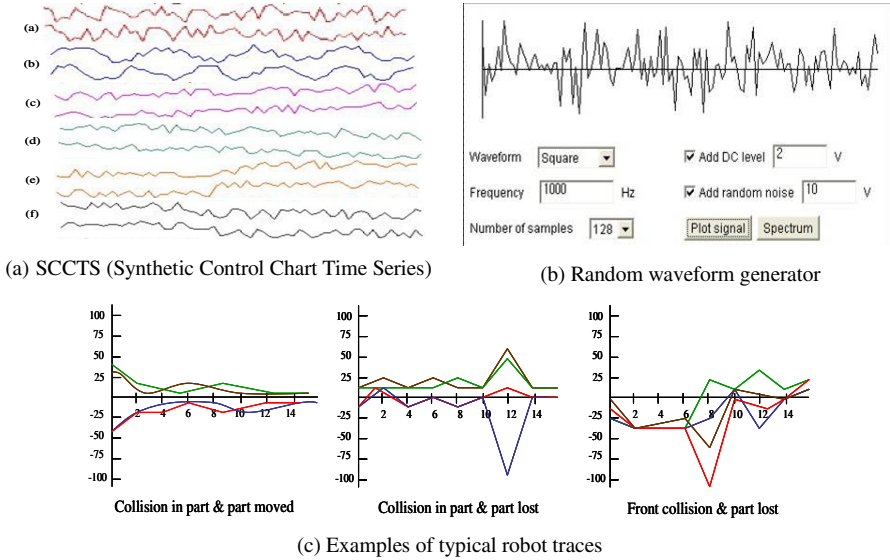 (a)
(b)
(c)
(d)
(e)
(f)
(a) SCCTS (Synthetic Control Chart Time Series)
Waveform Square Add DC level 2 V
Frequency 1000 Hz Add random noise 10 V
Number of samples 128 Plot signal Spectrum
(b) Random waveform generator
100
75
50
25
2 4 6 8 10 12 14
-25
-50
-75
-100
Collision in part & part moved
100
75
50
25
2 4 6 8 10 12 14
-25
-50
-75
-100
Collision in part & part lost
100
75
50
25
2 4 6 8 10 12 14
-25
-50
-75
-100
Front collision & part lost
(c) Examples of typical robot traces